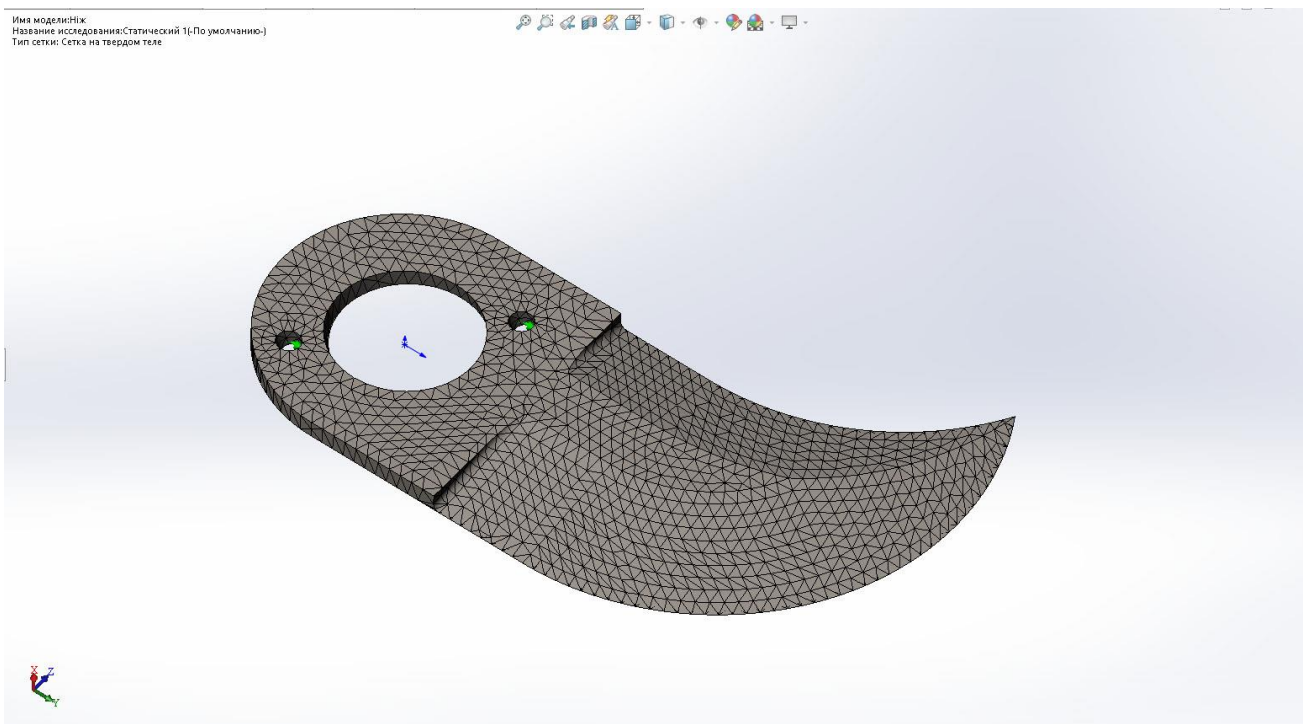 Имя модели:Ніж
Название исследования:Статический 1(-По умолчанию-)
Тип сетки: Сетка на твердом теле
X
Z
Y